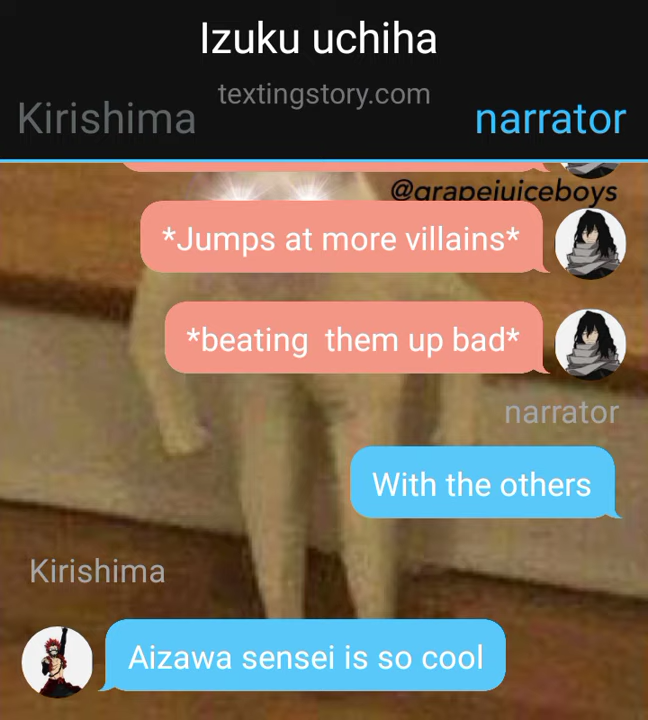 Izuku uchiha
textingstory.com
Kirishima
narrator
@grapejuiceboys
*Jumps at more villains*
*beating  them up bad*
narrator
With the others
Kirishima
Aizawa sensei is so cool